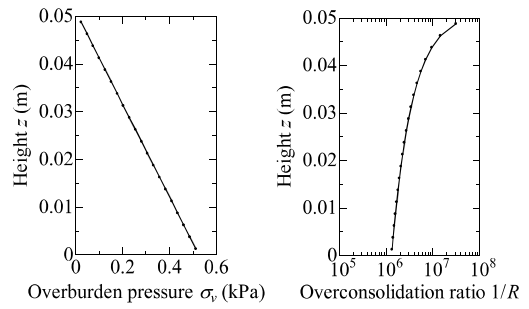 0.05
0.04
0.03
0.02
0.01
0
Height z (m)
0 0.2 0.4 0.6
Overburden pressure σv (kPa)
0.05
0.04
0.03
0.02
0.01
0
Height z (m)
10^5 10^6 10^7 10^8
Overconsolidation ratio 1/R